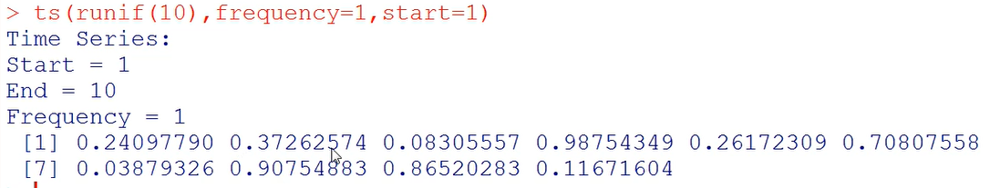 > ts(runif(10),frequency=1,start=1)
Time Series:
Start = 1
End = 10
Frequency = 1
[1] 0.24097790 0.37262574 0.08305557 0.98754349 0.26172309 0.70807558
[7] 0.03879326 0.90754883 0.86520283 0.11671604